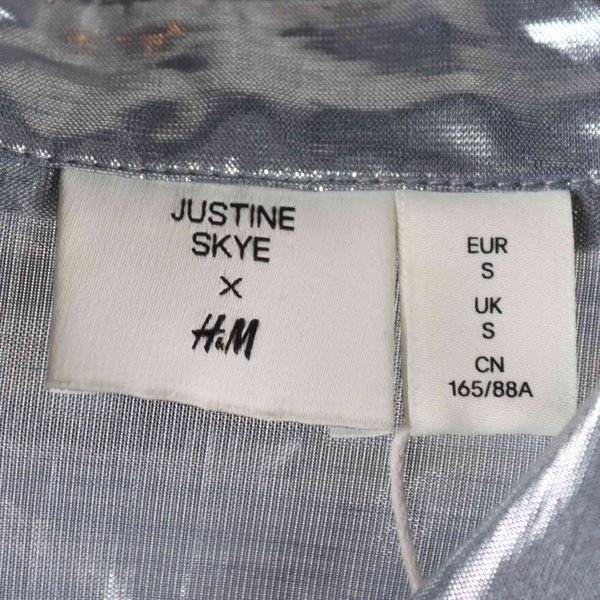 JUSTINE
SKYE
X
H&M
EUR
S
UK
S
CN
165/88A